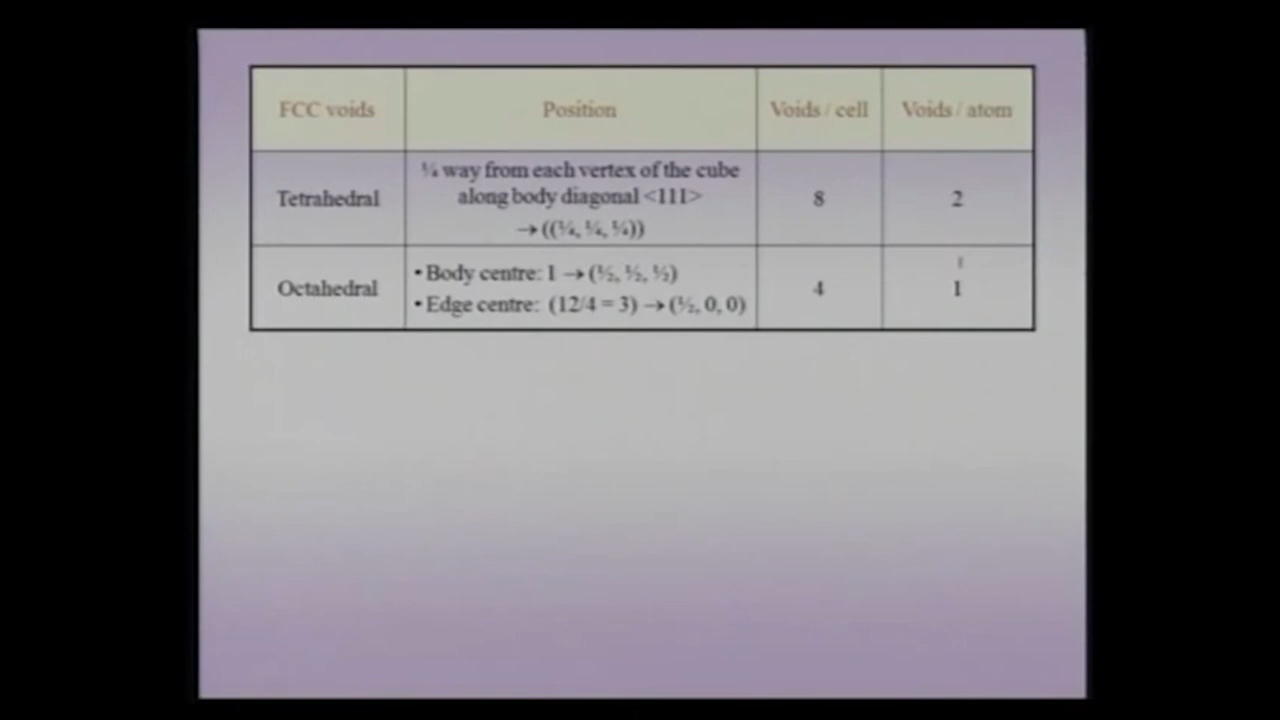 FCC voids
Position
Voids / cell
Voids / atom
Tetrahedral
¼ way from each vertex of the cube
along body diagonal <111>
→ ((¼, ¼, ¼))
8
2
Octahedral
• Body centre: 1 → (½, ½, ½)
• Edge centre: (12/4 = 3) → (½, 0, 0)
4
1